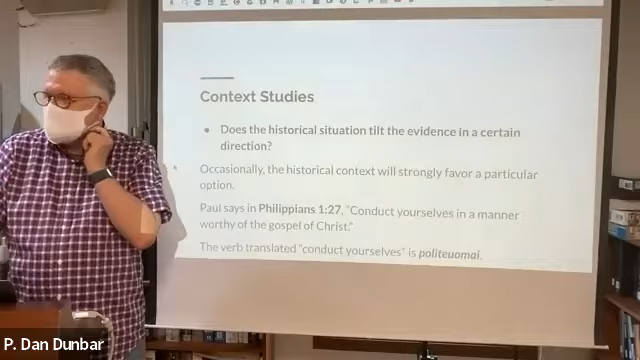 Context Studies
● Does the historical situation tilt the evidence in a certain
direction?
Occasionally, the historical context will strongly favor a particular
option.
Paul says in Philippians 1:27, "Conduct yourselves in a manner
worthy of the gospel of Christ."
The verb translated "conduct yourselves" is politeuomai.
P. Dan Dunbar